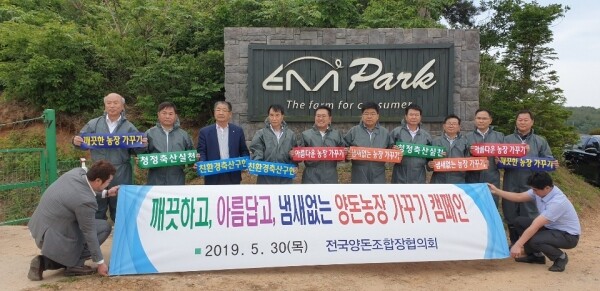 EM Park
The farm for consumer
깨끗한 농장 가꾸기
청정축산실천
친환경축산구현
친환경축산구현
아름다운 농장 가꾸기
냄새없는 농장 가꾸기
청정축산실천
냄새없는 농장 가꾸기
아름다운 농장 가꾸기
깨끗한 농장 가꾸기
깨끗하고, 아름답고, 냄새없는 양돈농장 가꾸기 캠페인
■ 2019. 5. 30(목) 전국양돈조합장협의회